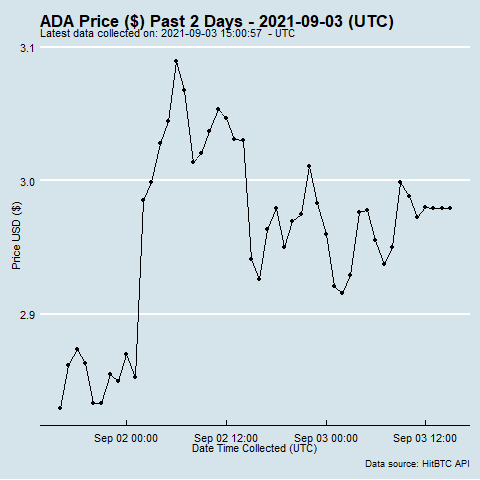 ADA Price ($) Past 2 Days - 2021-09-03 (UTC)
Latest data collected on: 2021-09-03 15:00:57  - UTC
3.1
3.0
2.9
Price USD ($)
Sep 02 00:00 Sep 02 12:00 Sep 03 00:00 Sep 03 12:00
Date Time Collected (UTC)
Data source: HitBTC API